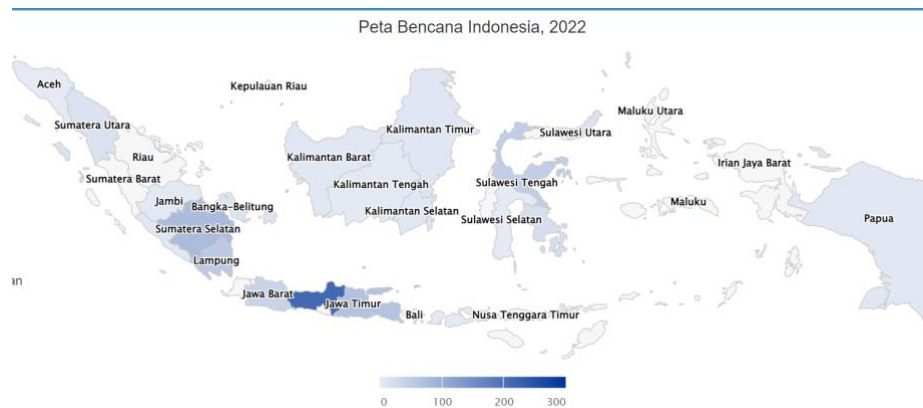 Peta Bencana Indonesia, 2022
Aceh
Kepulauan Riau
Maluku Utara
Sumatera Utara
Kalimantan Timur
Sulawesi Utara
Riau
Kalimantan Barat
Irian Jaya Barat
Sumatera Barat
Kalimantan Tengah
Sulawesi Tengah
Jambi
Bangka-Belitung
Kalimantan Selatan
Maluku
Sulawesi Selatan
Papua
Sumatera Selatan
Lampung
an
Jawa Barat
Jawa Timur
Bali
Nusa Tenggara Timur
0 100 200 300